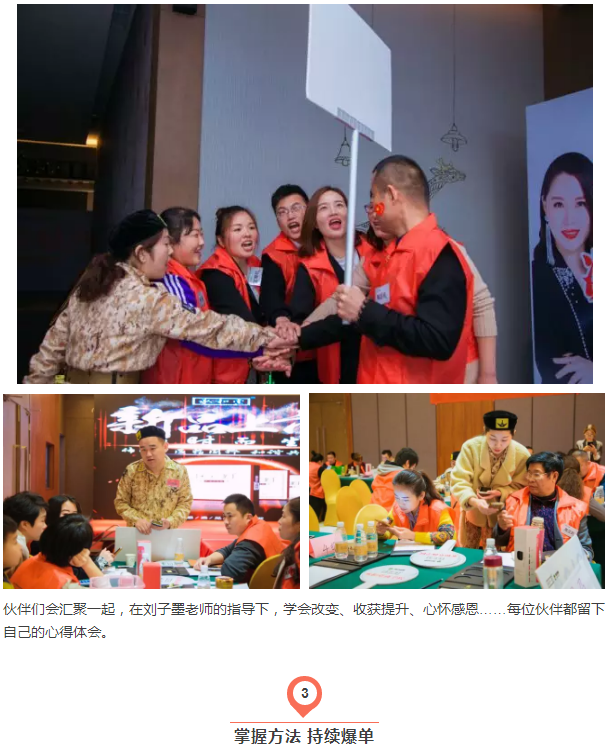 伙伴们会汇聚一起，在刘子墨老师的指导下，学会改变、收获提升、心怀感恩……每位伙伴都留下
自己的心得体会。
3
掌握方法 持续爆单